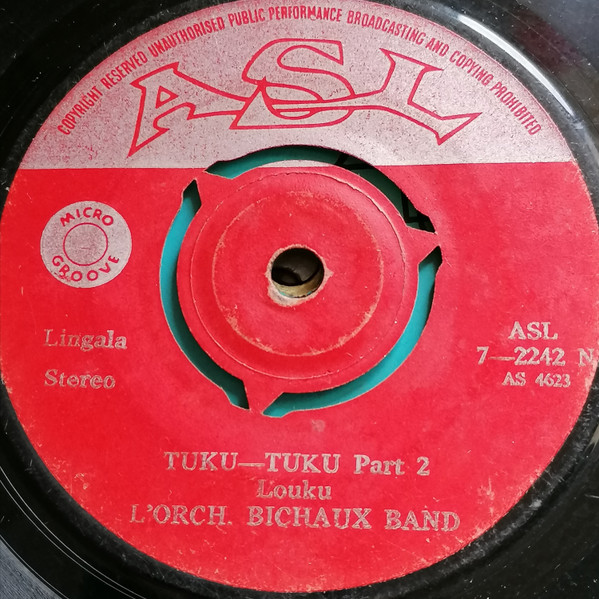 COPYRIGHT RESERVED UNAUTHORISED PUBLIC PERFORMANCE BROADCASTING AND COPYING PROHIBITED
ASL
MICRO
GROOVE
Lingala
Stereo
ASL
7—2242 N
AS 4623
TUKU—TUKU Part 2
Louku
L'ORCH. BICHAUX BAND